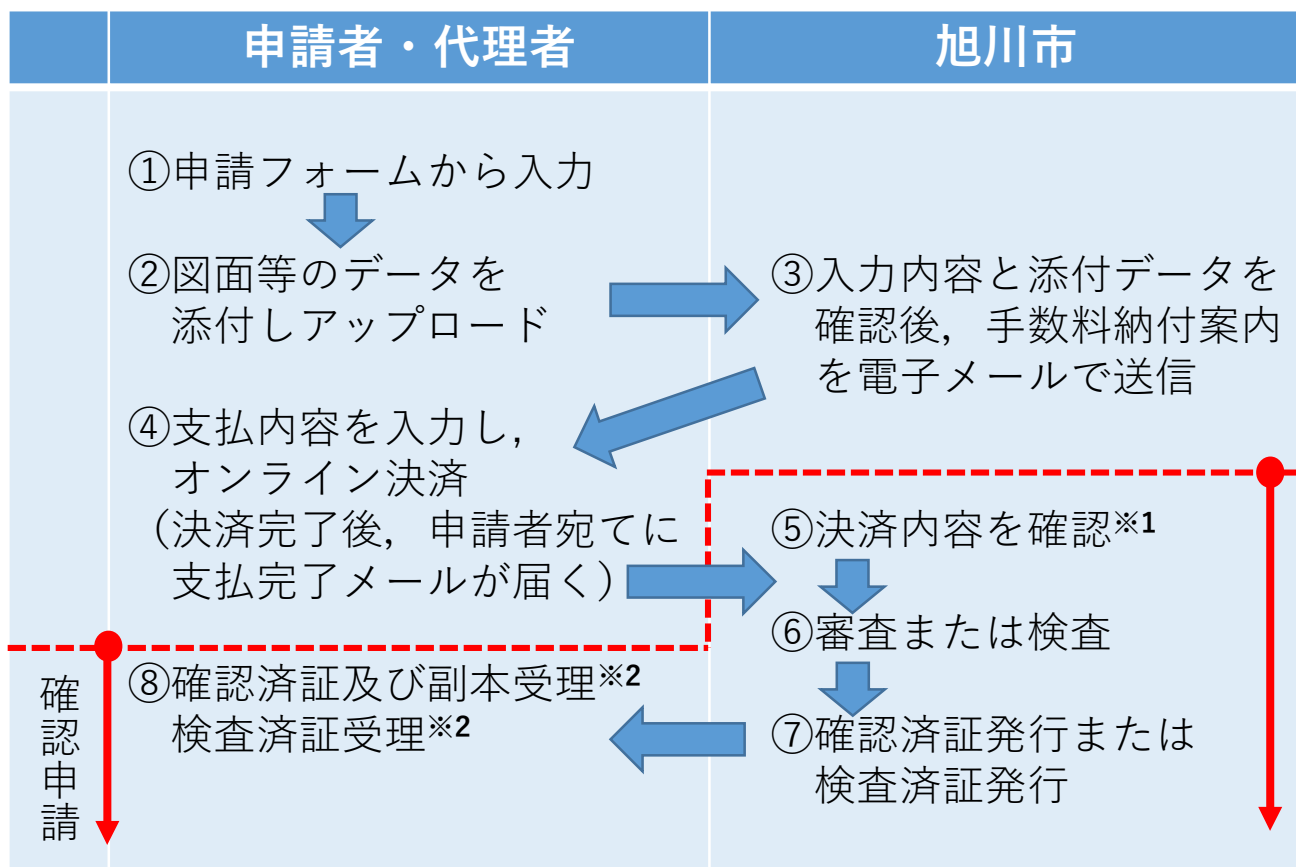 申請者・代理者
旭川市
①申請フォームから入力
②図面等のデータを
添付しアップロード
③入力内容と添付データを
確認後，手数料納付案内
を電子メールで送信
④支払内容を入力し，
オンライン決済
（決済完了後，申請者宛てに
支払完了メールが届く）
⑤決済内容を確認※1
⑥審査または検査
⑦確認済証発行または
検査済証発行
⑧確認済証及び副本受理※2
検査済証受理※2
確認申請